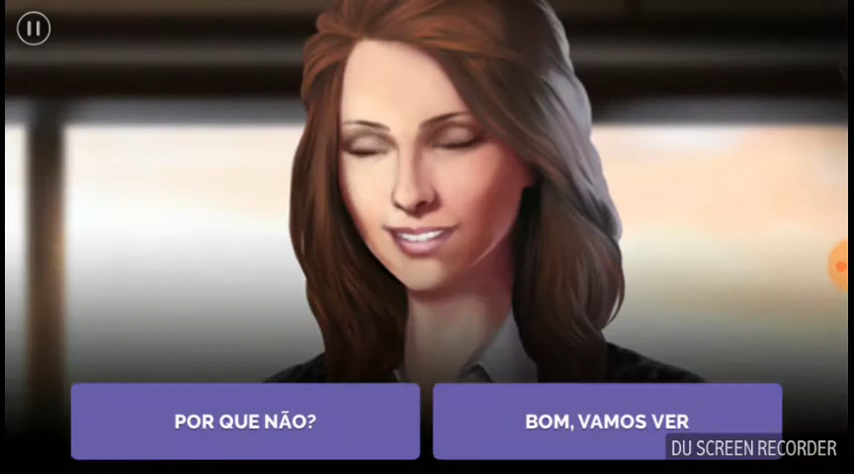 POR QUE NÃO?
BOM, VAMOS VER
DU SCREEN RECORDER